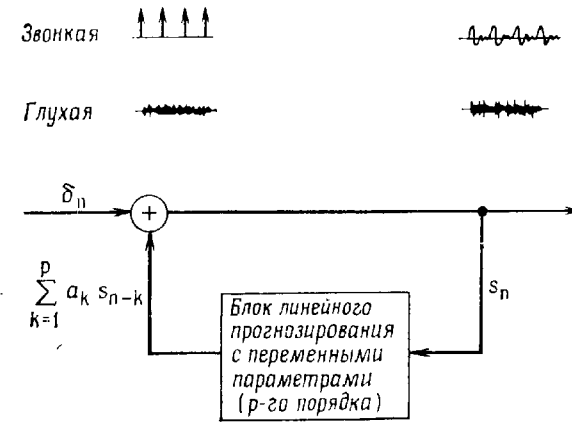 Звонкая
Глухая
δn
+
p
∑ ak sn-k
k=1
sn
Блок линейного
прогнозирования
с переменными
параметрами
(p-го порядка)